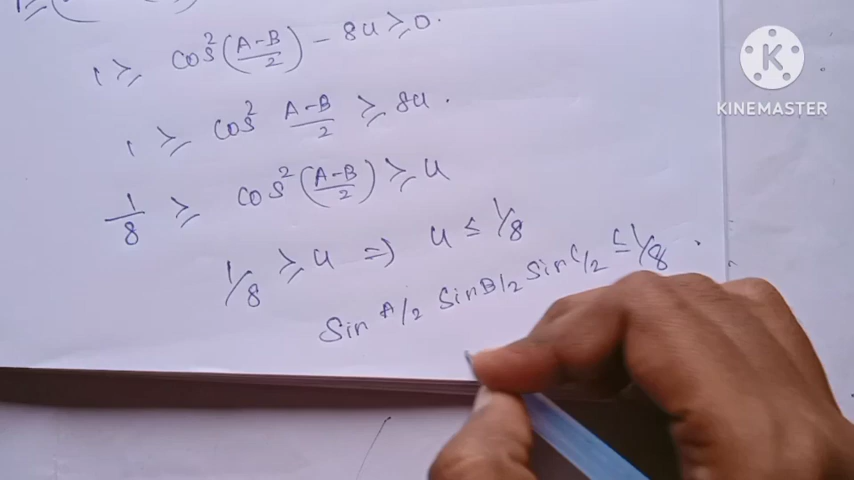 1 ≥ cos²(A-B/2) - 8u ≥ 0.
1 ≥ cos² A-B/2 ≥ 8u.
1/8 ≥ cos²(A-B/2) ≥ u
1/8 ≥ u ⇒ u ≤ 1/8
Sin A/2 Sin B/2 Sin C/2 ≤ 1/8.
K
KINEMASTER